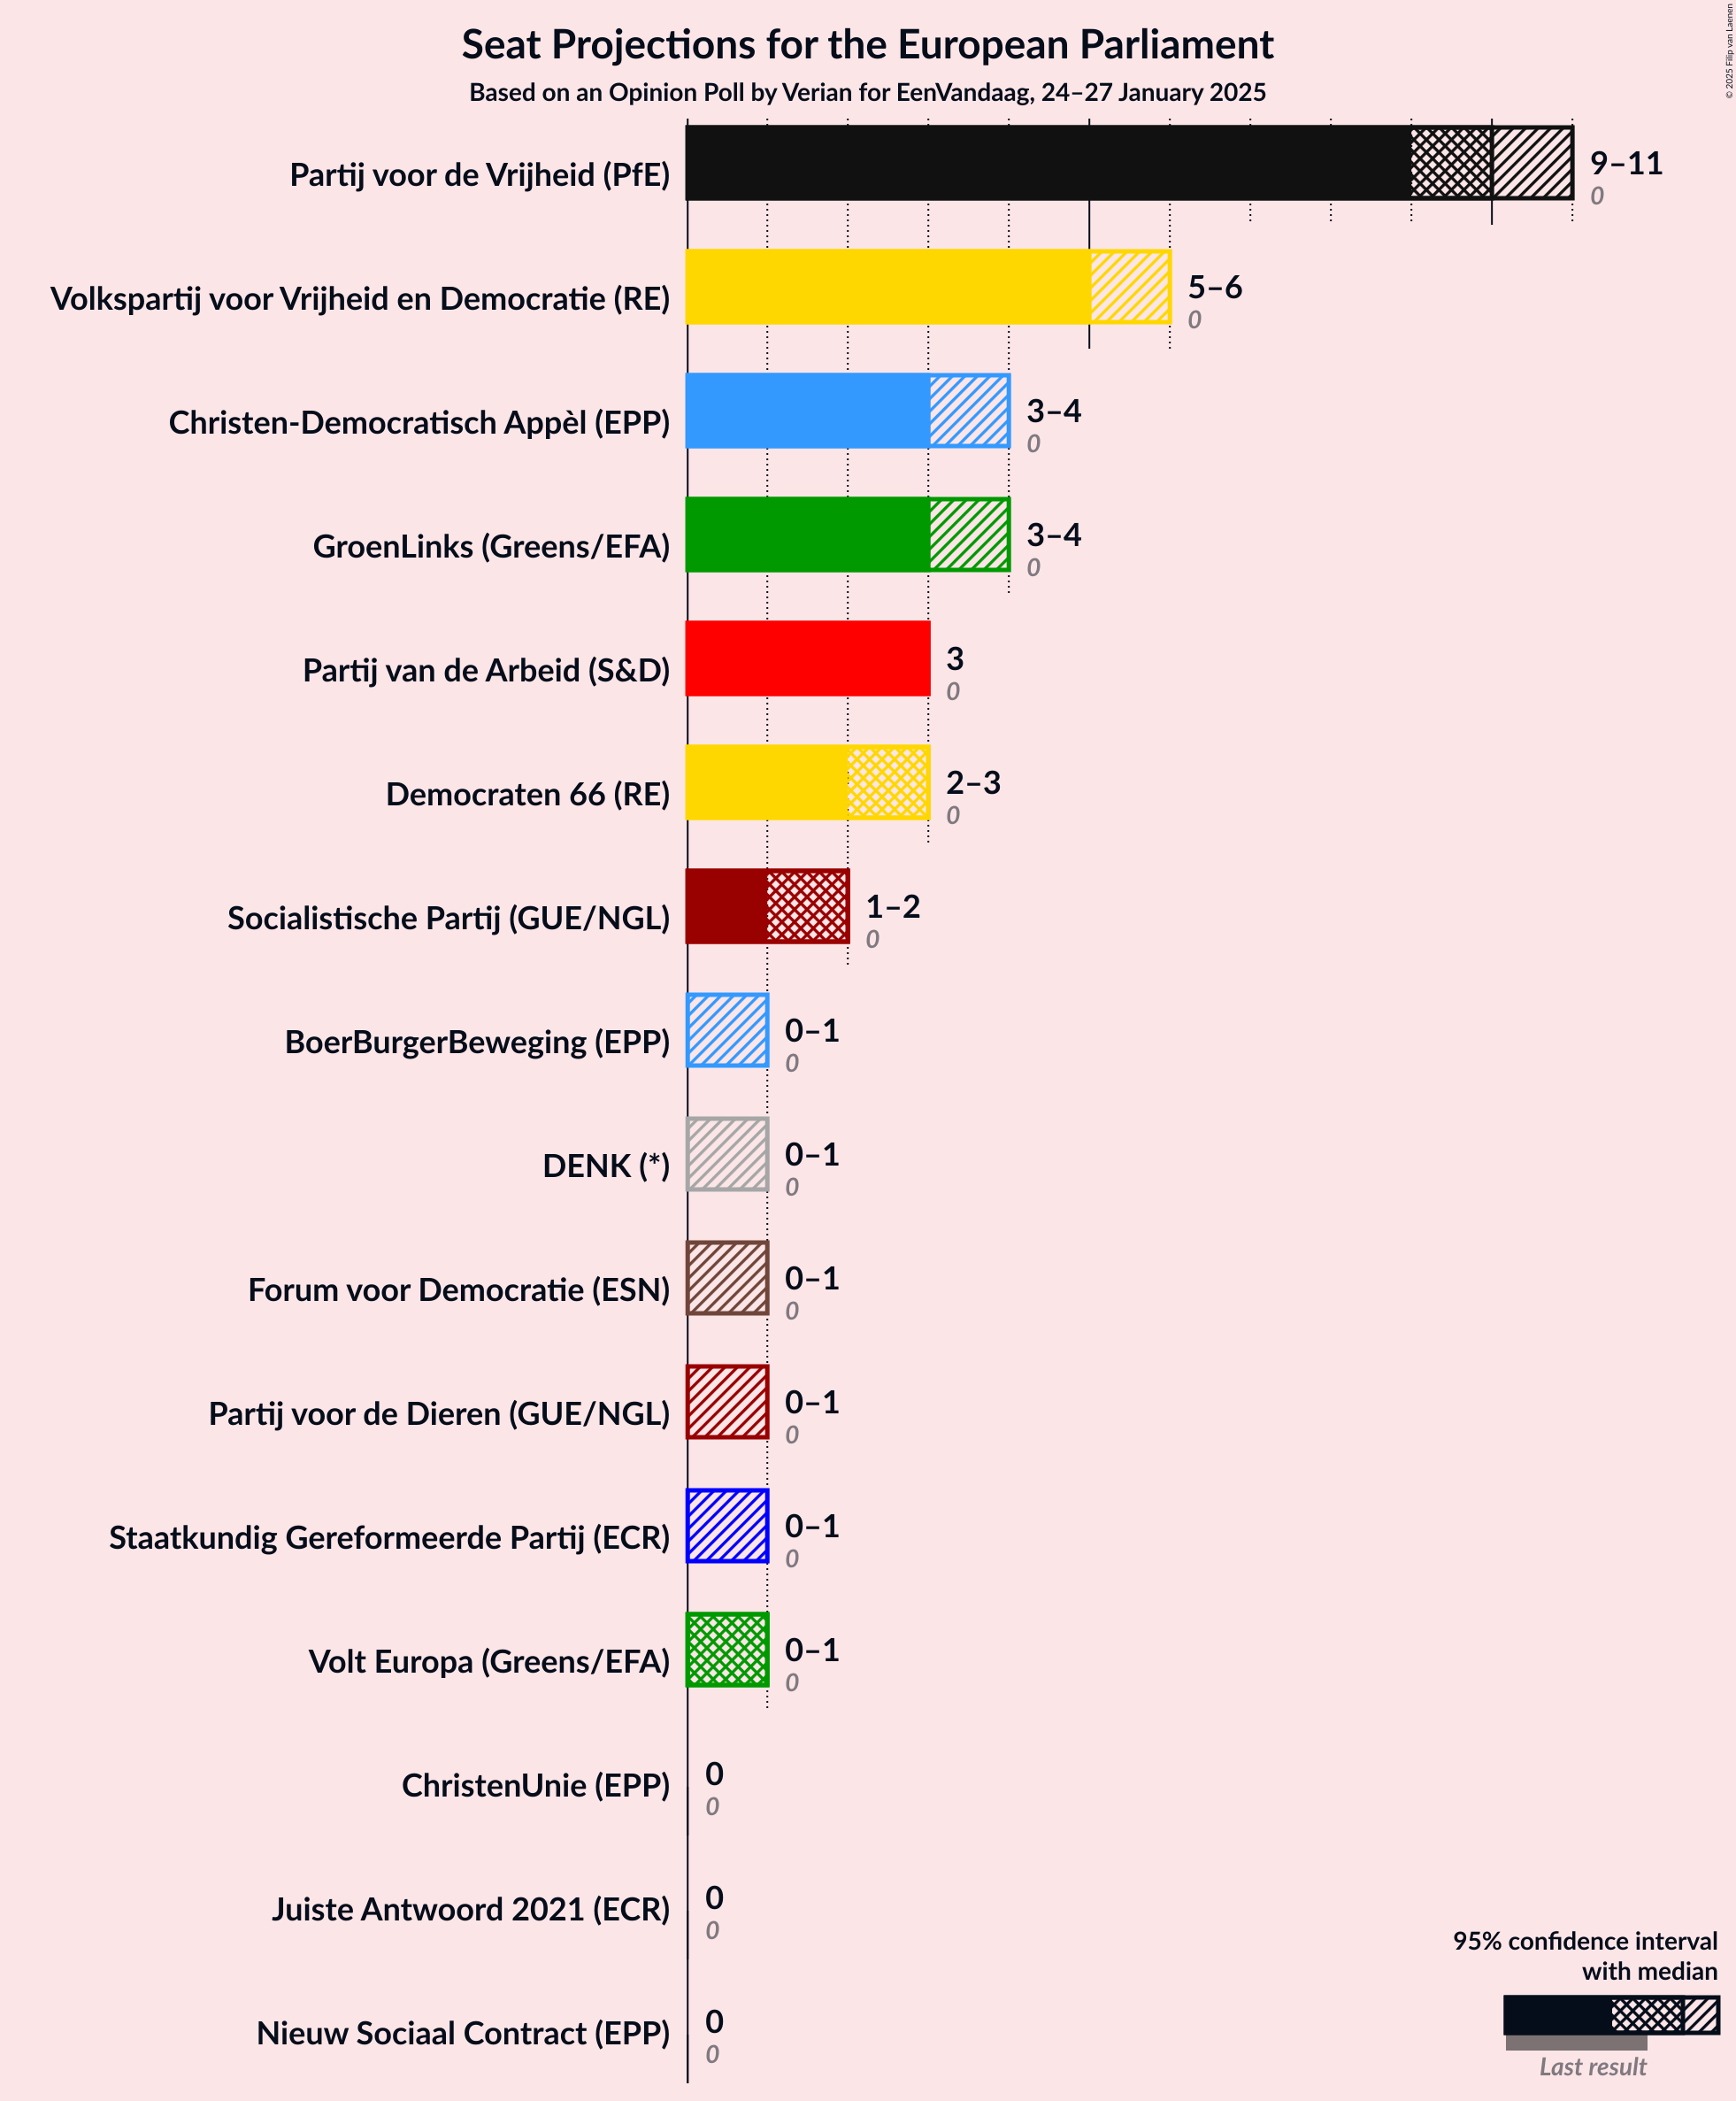 Seat Projections for the European Parliament
Based on an Opinion Poll by Verian for EenVandaag, 24–27 January 2025
© 2025 Filip van Laenen
Partij voor de Vrijheid (PfE)
9–11
0
Volkspartij voor Vrijheid en Democratie (RE)
5–6
0
Christen-Democratisch Appèl (EPP)
3–4
0
GroenLinks (Greens/EFA)
3–4
0
Partij van de Arbeid (S&D)
3
0
Democraten 66 (RE)
2–3
0
Socialistische Partij (GUE/NGL)
1–2
0
BoerBurgerBeweging (EPP)
0–1
0
DENK (*)
0–1
0
Forum voor Democratie (ESN)
0–1
0
Partij voor de Dieren (GUE/NGL)
0–1
0
Staatkundig Gereformeerde Partij (ECR)
0–1
0
Volt Europa (Greens/EFA)
0–1
0
ChristenUnie (EPP)
0
0
Juiste Antwoord 2021 (ECR)
0
0
Nieuw Sociaal Contract (EPP)
0
0
95% confidence interval
with median
Last result